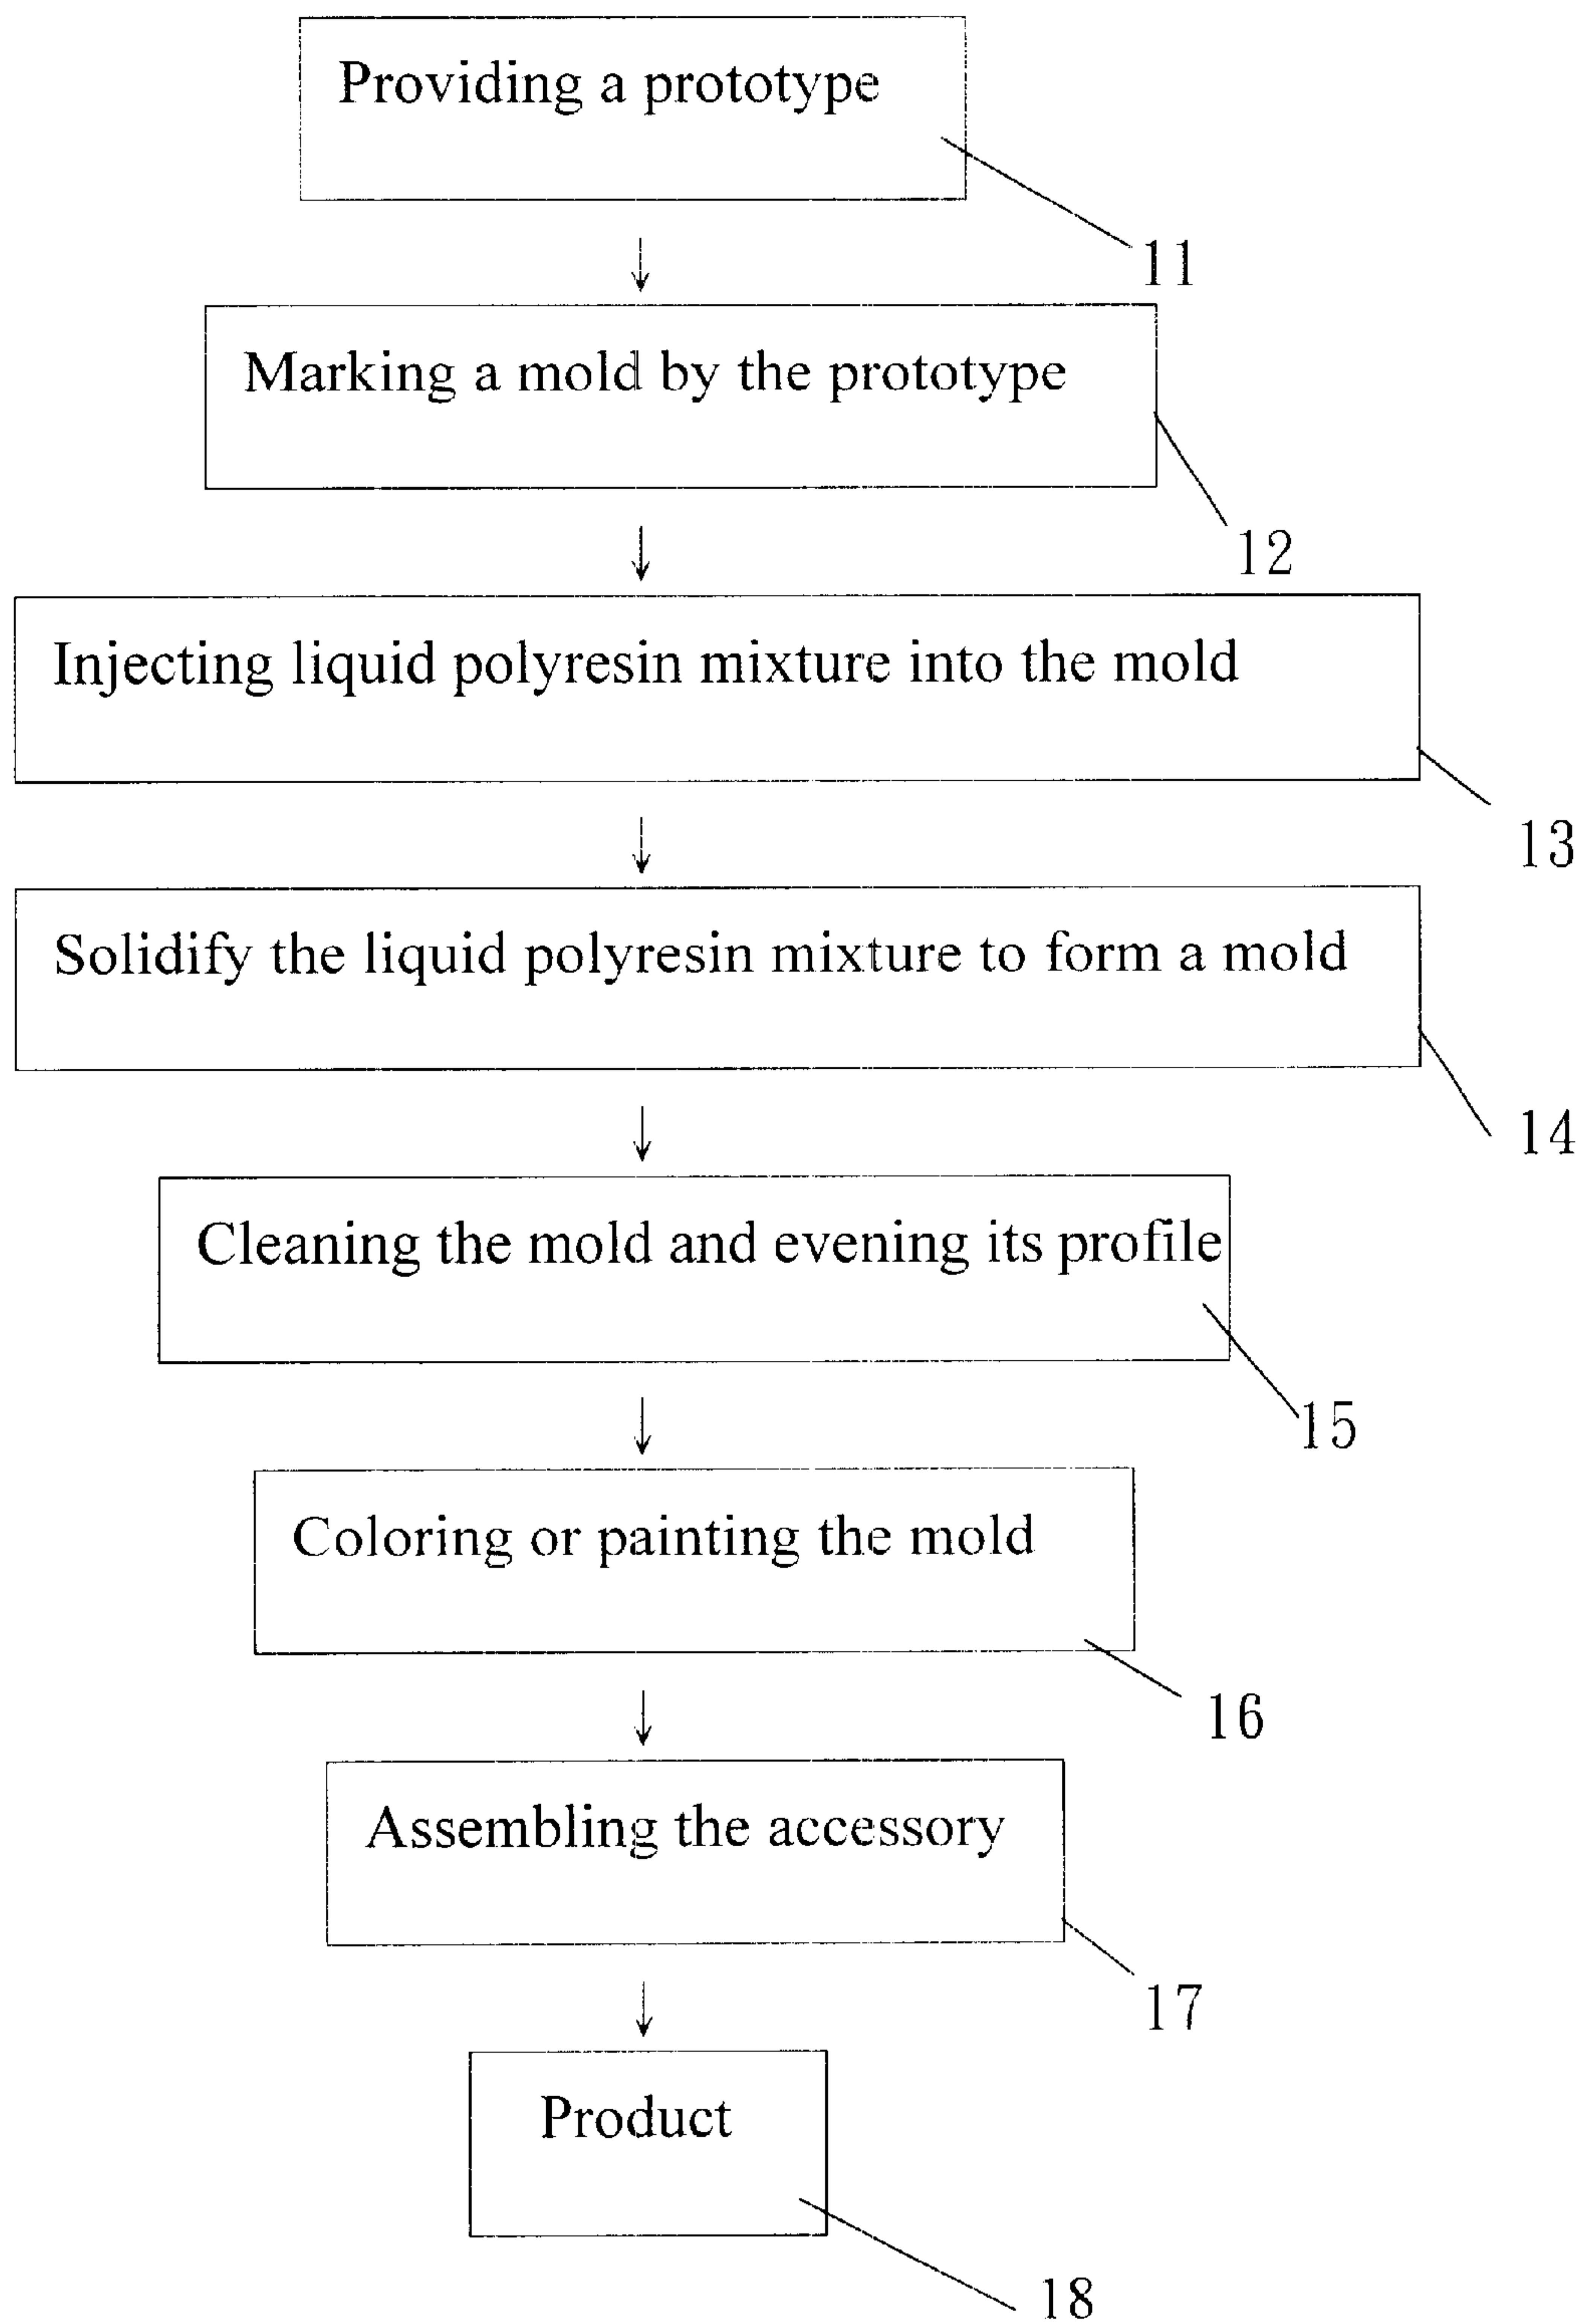 Providing a prototype
11
Marking a mold by the prototype
12
Injecting liquid polyresin mixture into the mold
13
Solidify the liquid polyresin mixture to form a mold
14
Cleaning the mold and evening its profile
15
Coloring or painting the mold
16
Assembling the accessory
17
Product
18